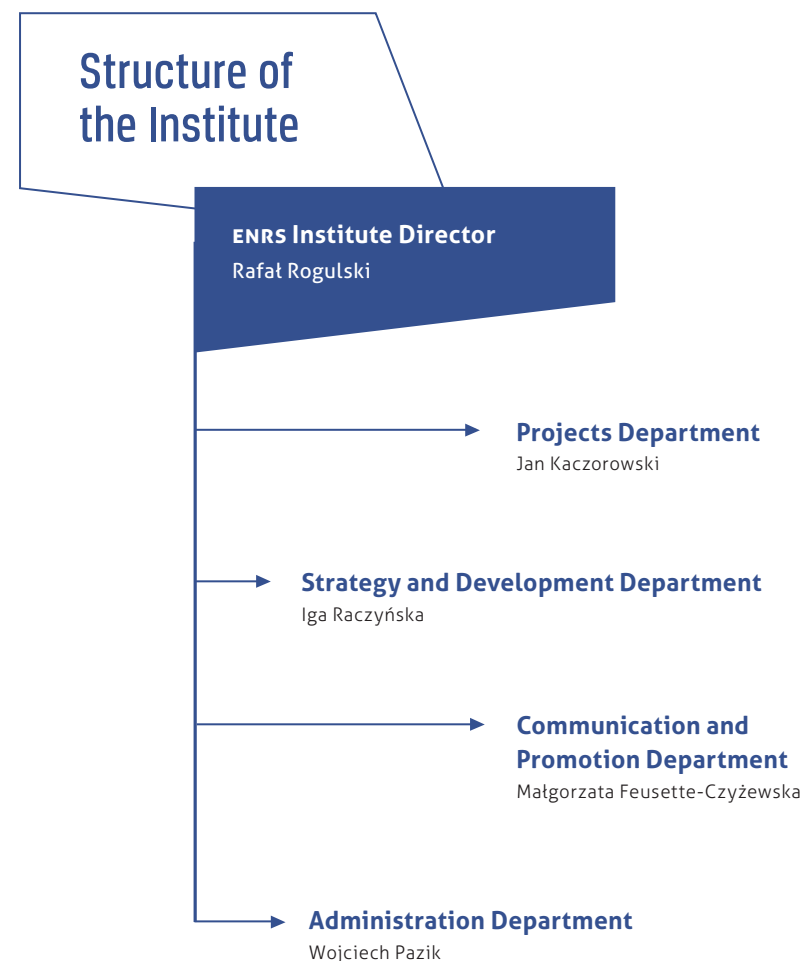 Structure of
the Institute
ENRS Institute Director
Rafał Rogulski
Projects Department
Jan Kaczorowski
Strategy and Development Department
Iga Raczyńska
Communication and
Promotion Department
Małgorzata Feusette-Czyżewska
Administration Department
Wojciech Pazik